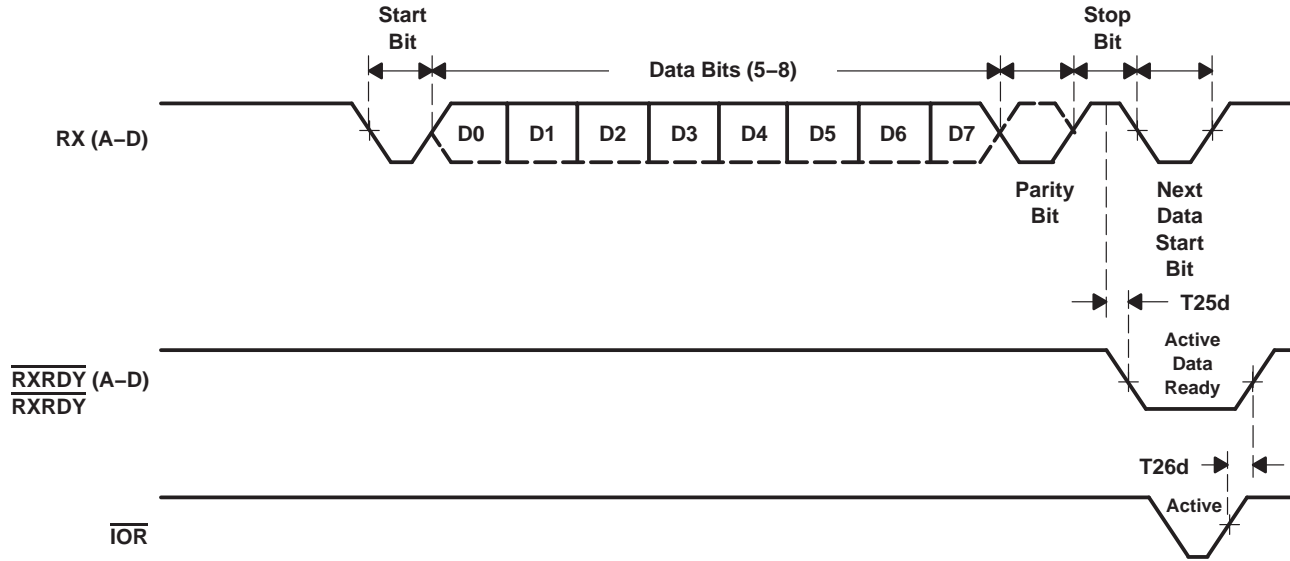 Start
Bit
Stop
Bit
Data Bits (5–8)
RX (A–D)
D0
D1
D2
D3
D4
D5
D6
D7
Parity
Bit
Next
Data
Start
Bit
T25d
RXRDY (A–D)
RXRDY
Active
Data
Ready
T26d
IOR
Active